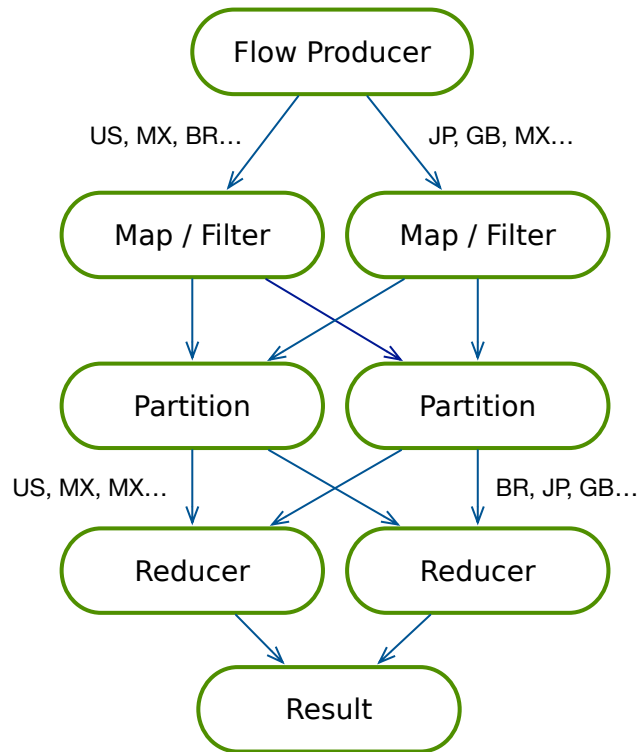 Flow Producer
US, MX, BR…
JP, GB, MX…
Map / Filter
Map / Filter
Partition
Partition
US, MX, MX…
BR, JP, GB…
Reducer
Reducer
Result